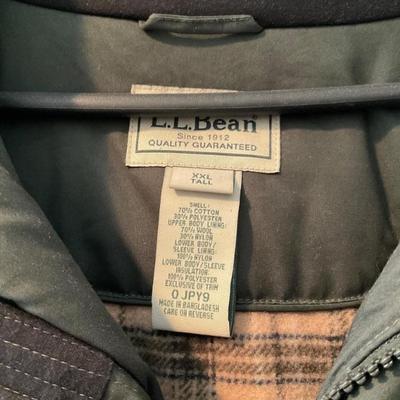 L.L.Bean®
Since 1912
QUALITY GUARANTEED
XXL
TALL
SHELL:
70% COTTON
30% POLYESTER
UPPER BODY LINING:
70% WOOL
30% NYLON
LOWER BODY/
SLEEVE LINING:
100% NYLON
LOWER BODY/SLEEVE
INSULATION:
100% POLYESTER
EXCLUSIVE OF TRIM
0 JPY9
MADE IN BANGLADESH
CARE ON REVERSE